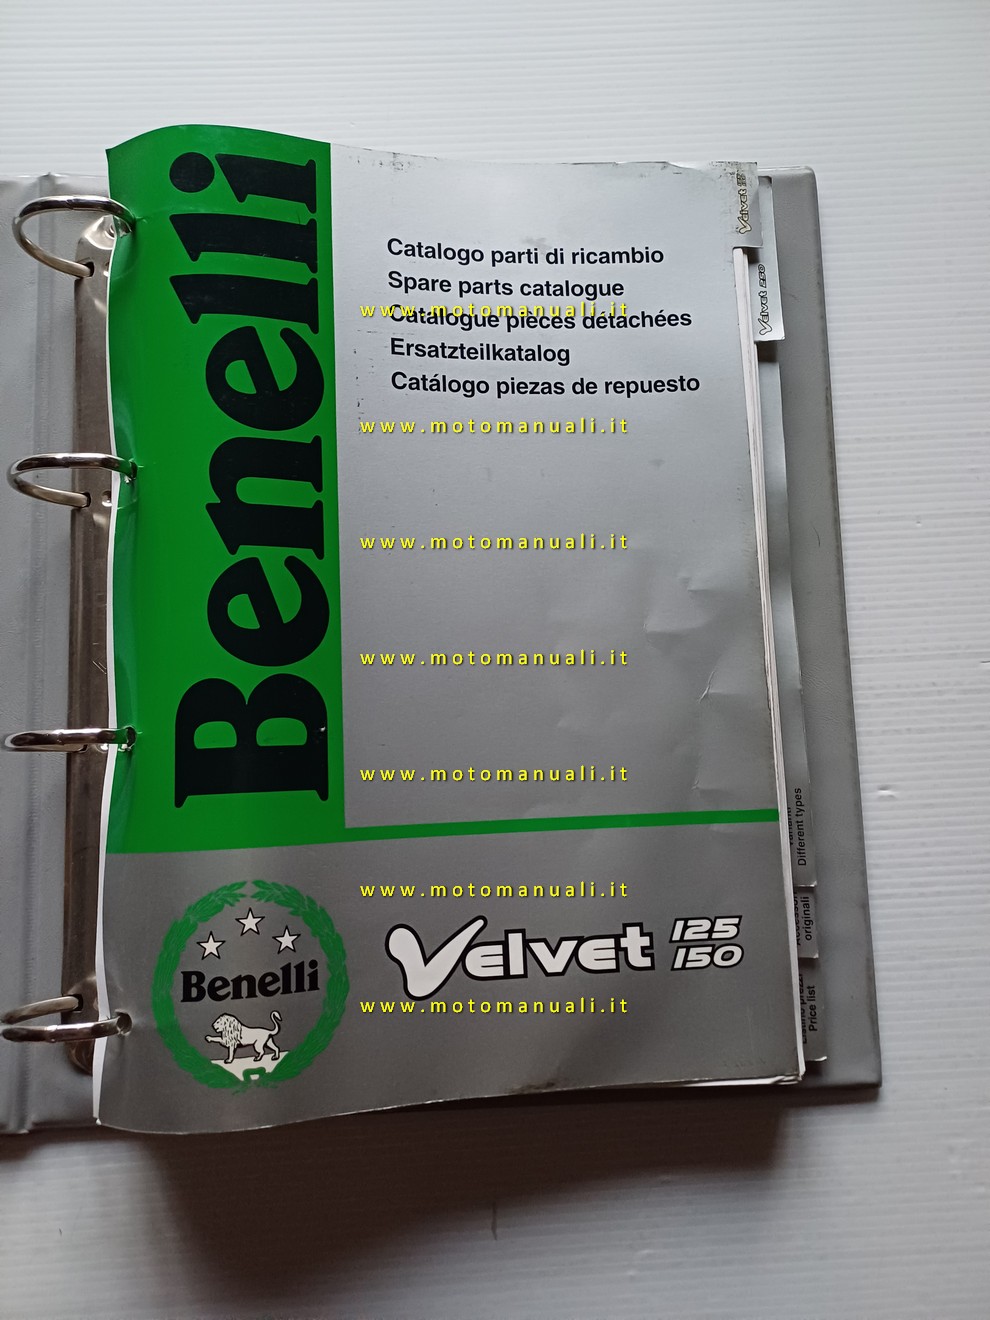 Benelli
Catalogo parti di ricambio
Spare parts catalogue
Catalogue pièces détachées
Ersatzteilkatalog
Catálogo piezas de repuesto
www.motomanuali.it
www.motomanuali.it
www.motomanuali.it
www.motomanuali.it
www.motomanuali.it
www.motomanuali.it
www.motomanuali.it
Benelli
Velvet 125
150
Velvet
Velvet 250
Different types
originali
Price list